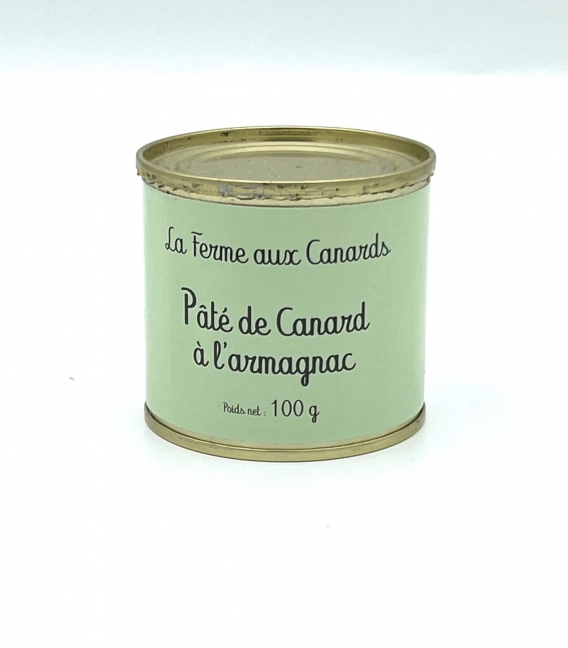 La Ferme aux Canards
Pâté de Canard
à l'armagnac
Poids net : 100 g